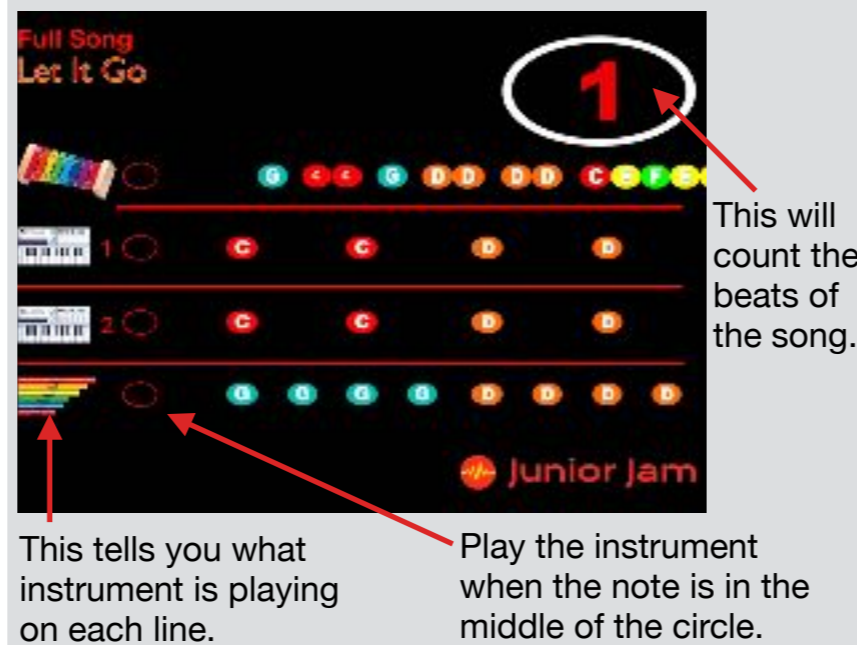 Full Song
Let It Go
1
G C C G D D D D C E F E
1 C C D D
2 C C D D
G G G G D D D D
Junior Jam
This will
count the
beats of
the song.
This tells you what
instrument is playing
on each line.
Play the instrument
when the note is in the
middle of the circle.